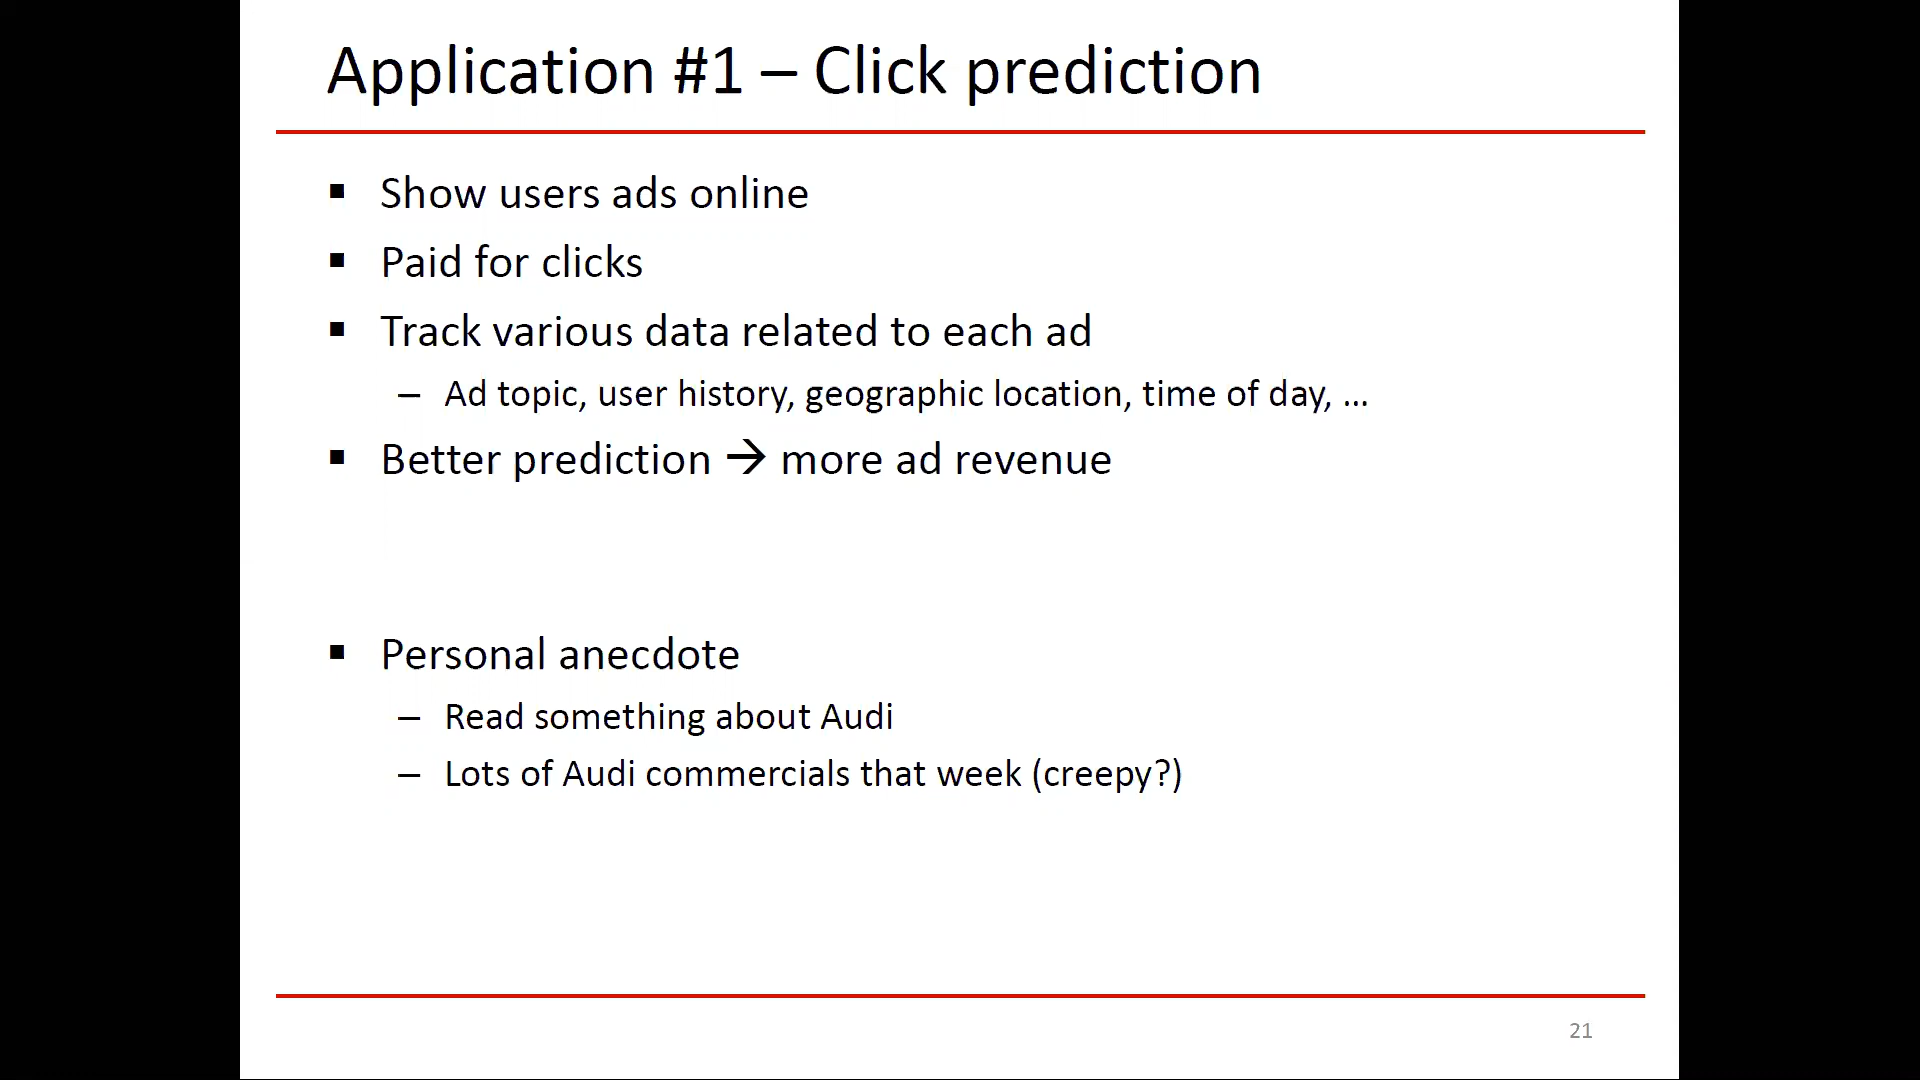 Application #1 – Click prediction
▪ Show users ads online
▪ Paid for clicks
▪ Track various data related to each ad
– Ad topic, user history, geographic location, time of day, ...
▪ Better prediction → more ad revenue
▪ Personal anecdote
– Read something about Audi
– Lots of Audi commercials that week (creepy?)
21